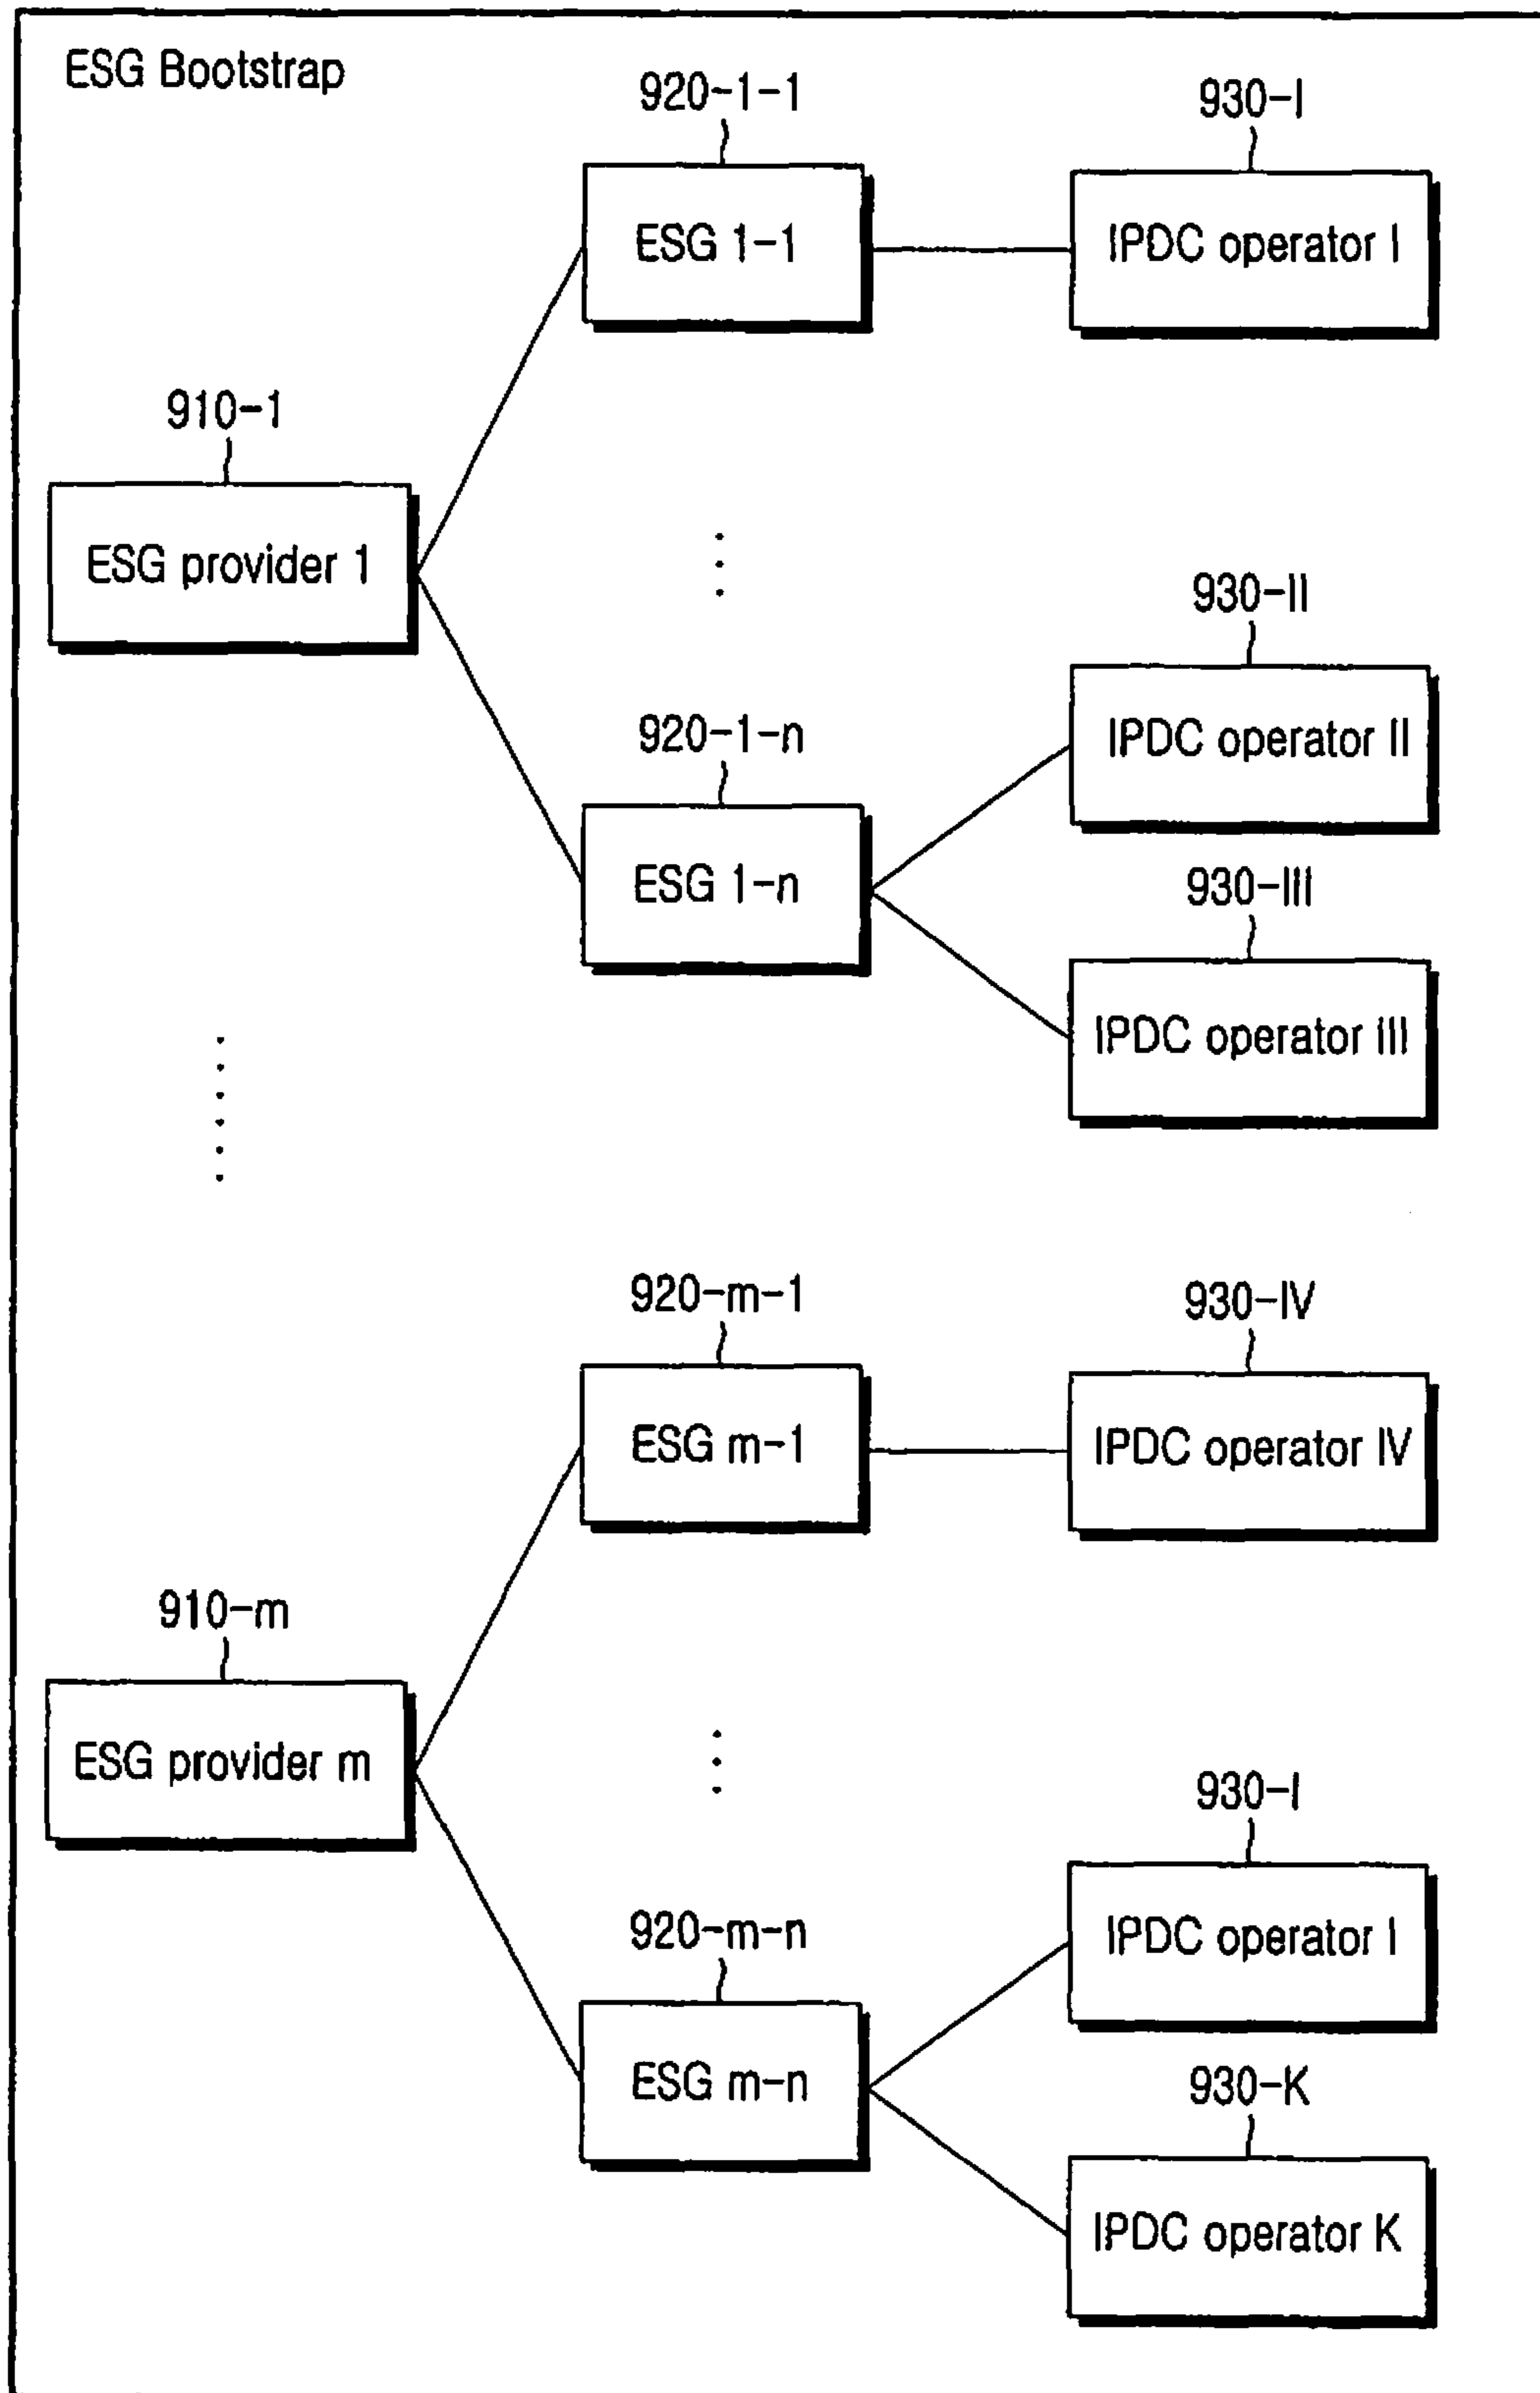 ESG Bootstrap
920-1-1
930-I
ESG 1-1
IPDC operator I
910-1
ESG provider 1
930-II
IPDC operator II
920-1-n
ESG 1-n
930-III
IPDC operator III
920-m-1
930-IV
ESG m-1
IPDC operator IV
910-m
ESG provider m
930-I
IPDC operator I
920-m-n
ESG m-n
930-K
IPDC operator K